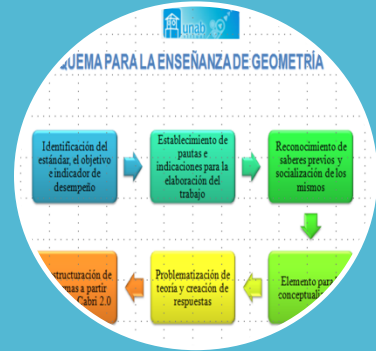 unab
QUEMA PARA LA ENSEÑANZA DE GEOMETRÍA
Identificación del
estándar, el objetivo
e indicador de
desempeño
Establecimiento de
pautas e
indicaciones para la
elaboración del
trabajo
Reconocimiento de
saberes previos y
socialización de los
mismos
Elemento para
conceptuali
Problematización de
teoría y creación de
respuestas
structuración de
mas a partir
Cabri 2.0